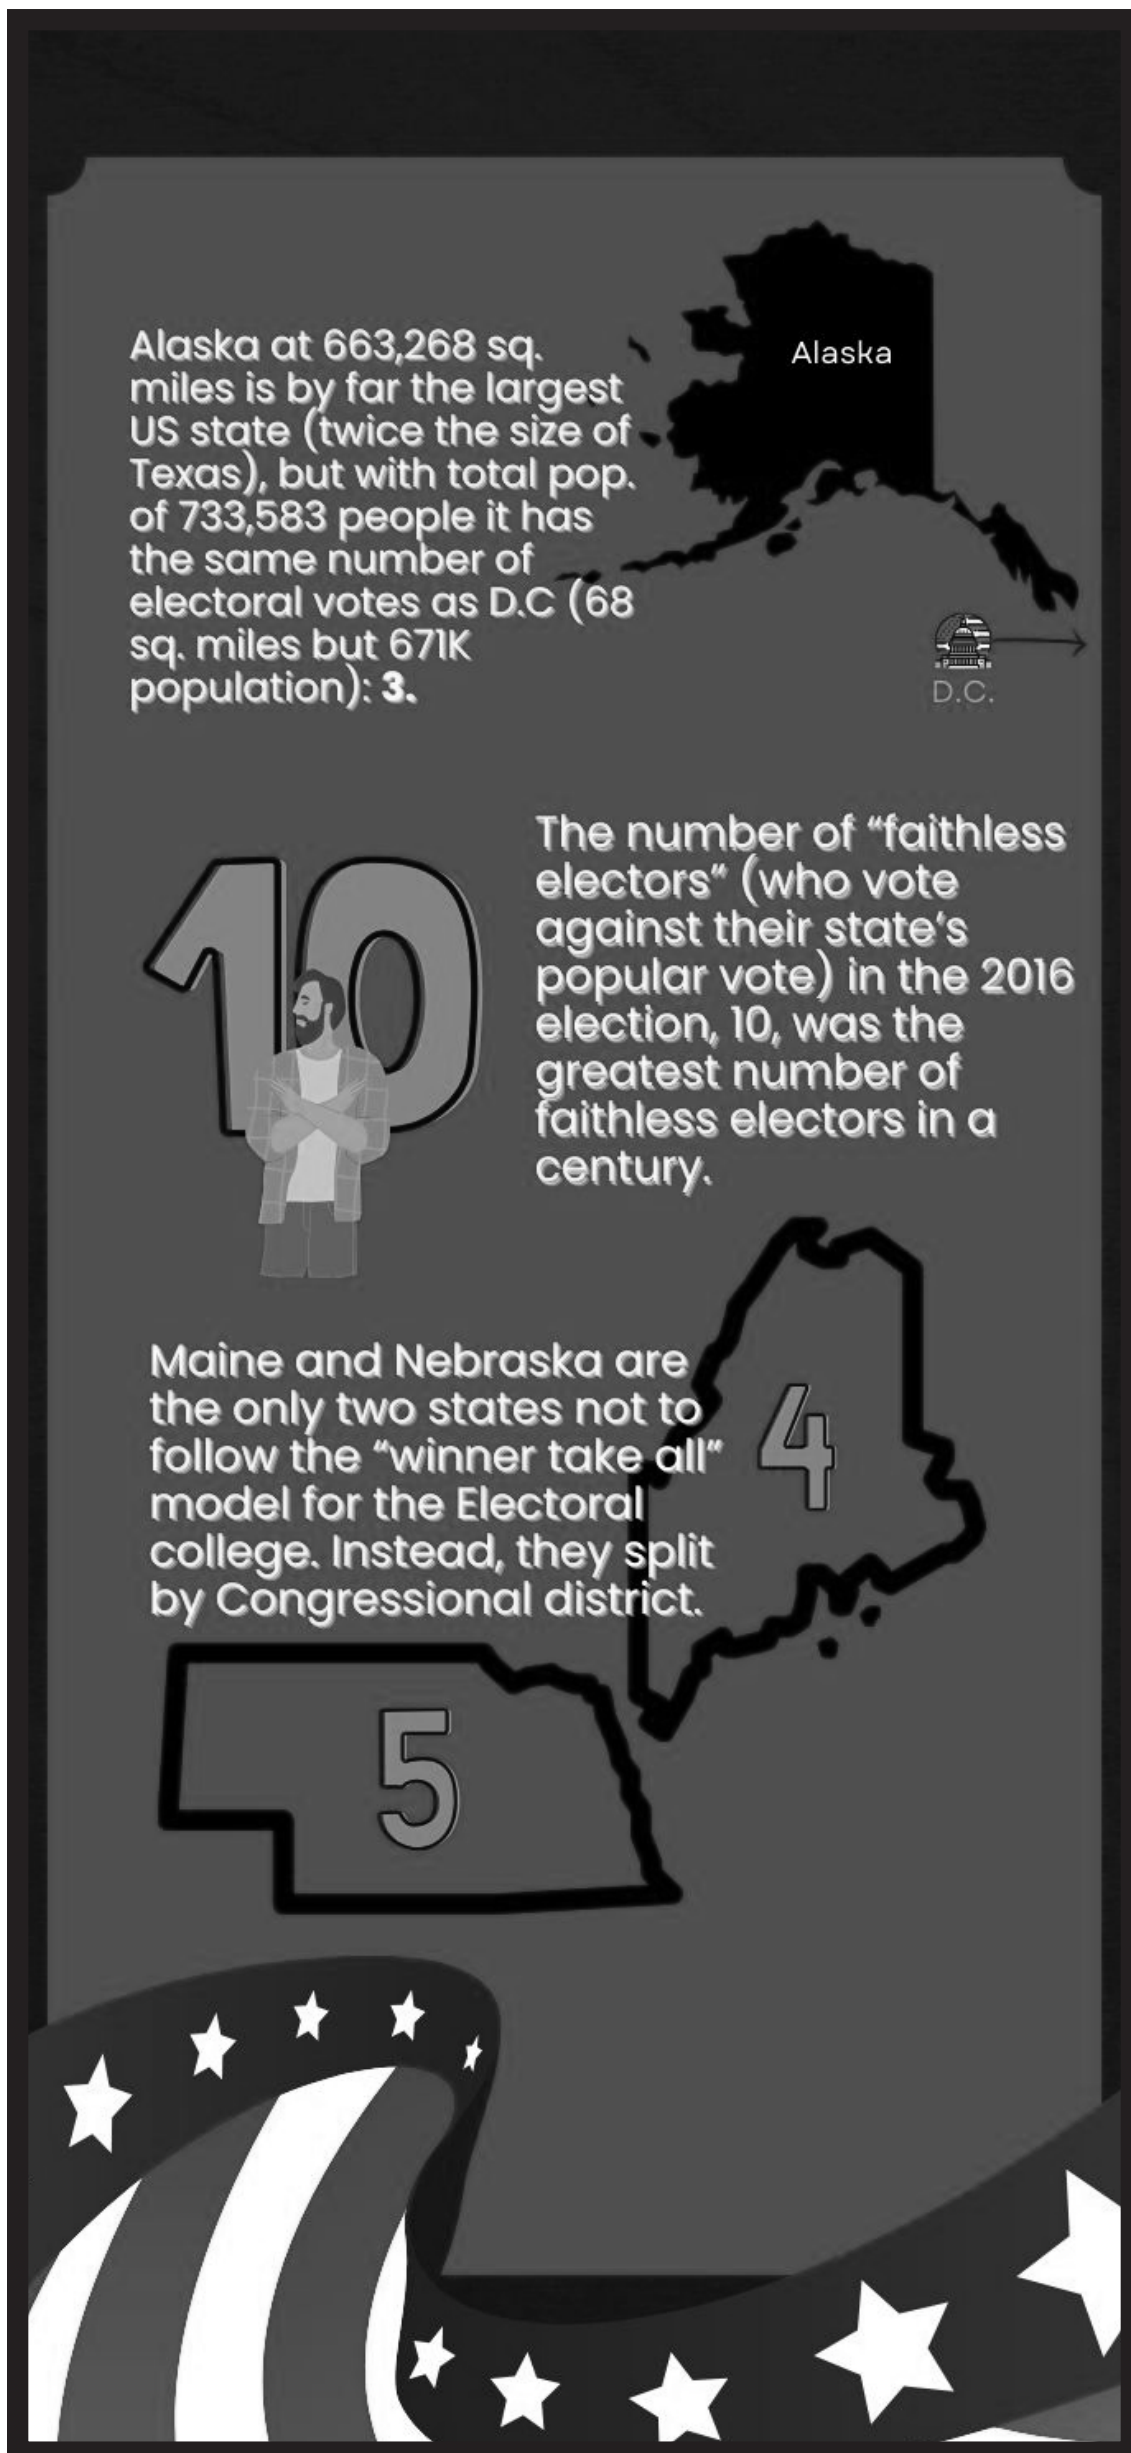 Alaska at 663,268 sq.
miles is by far the largest
US state (twice the size of
Texas), but with total pop.
of 733,583 people it has
the same number of
electoral votes as D.C (68
sq. miles but 671K
population): 3.
Alaska
D.C.
10
The number of “faithless
electors” (who vote
against their state’s
popular vote) in the 2016
election, 10, was the
greatest number of
faithless electors in a
century.
Maine and Nebraska are
the only two states not to
follow the “winner take all”
model for the Electoral
college. Instead, they split
by Congressional district.
4
5